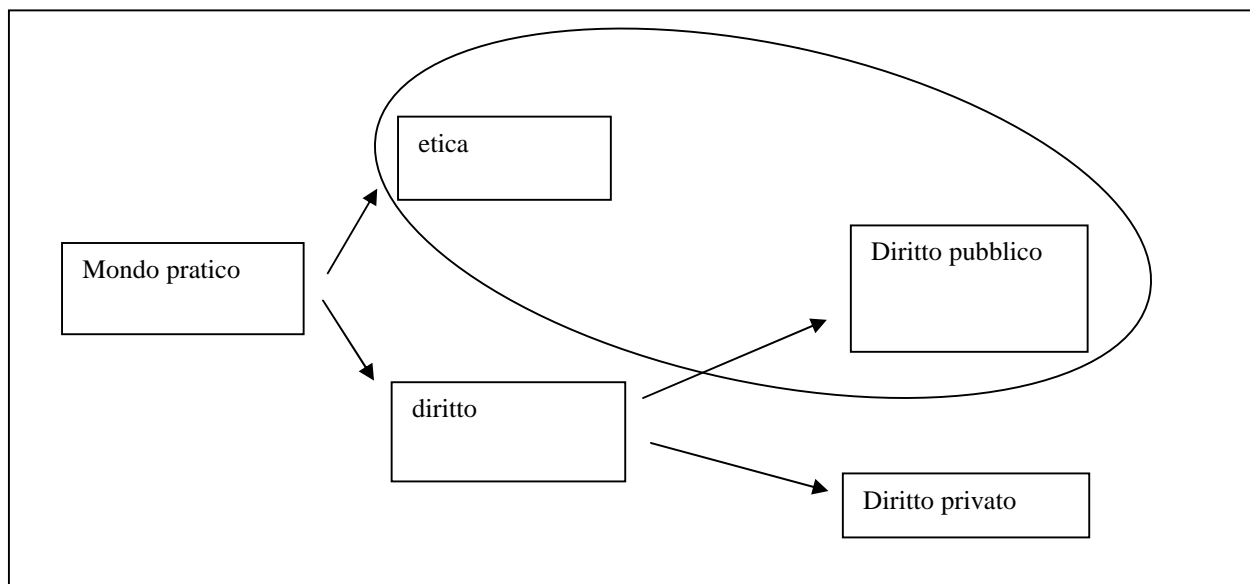 etica
Mondo pratico
Diritto pubblico
diritto
Diritto privato